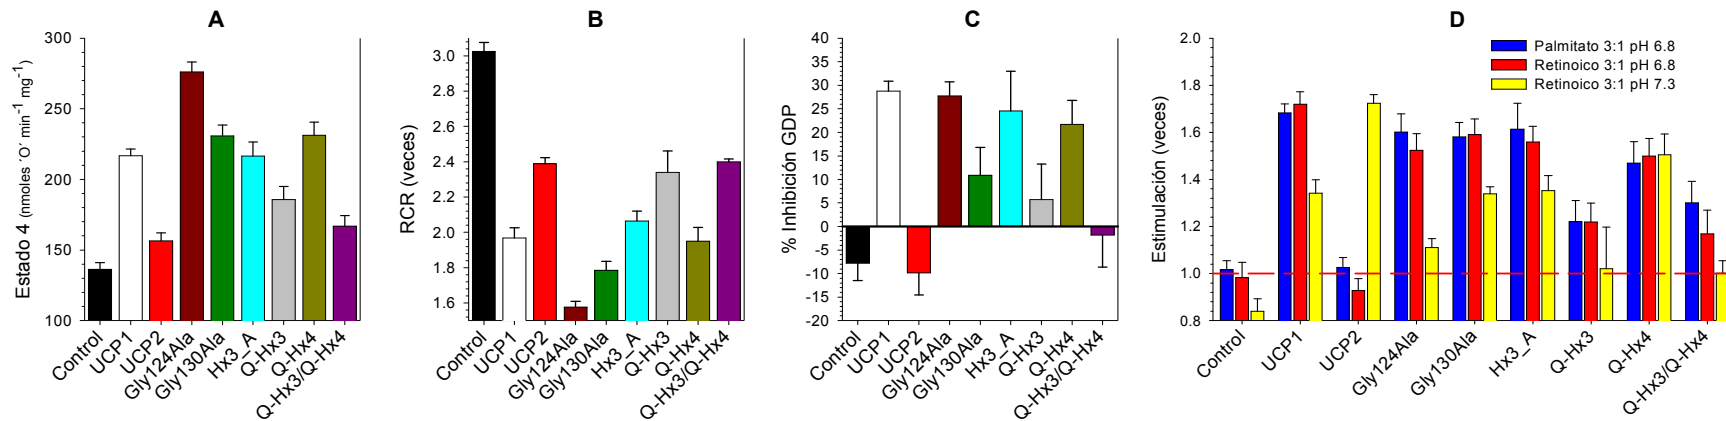 A
Estado 4 (nmoles ·O· min⁻¹ mg⁻¹)
300
250
200
150
100
Control
UCP1
UCP2
Gly124Ala
Gly130Ala
Hx3_A
Q-Hx3
Q-Hx4
Q-Hx3/Q-Hx4
B
RCR (veces)
3.0
2.8
2.4
2.0
1.8
1.6
Control
UCP1
UCP2
Gly124Ala
Gly130Ala
Hx3_A
Q-Hx3
Q-Hx4
Q-Hx3/Q-Hx4
C
% Inhibición GDP
40
35
30
25
20
15
10
5
0
-5
-10
-15
-20
Control
UCP1
UCP2
Gly124Ala
Gly130Ala
Hx3_A
Q-Hx3
Q-Hx4
Q-Hx3/Q-Hx4
D
Estimulación (veces)
2.0
1.8
1.6
1.4
1.2
1.0
0.8
Palmitato 3:1 pH 6.8
Retinoico 3:1 pH 6.8
Retinoico 3:1 pH 7.3
Control
UCP1
UCP2
Gly124Ala
Gly130Ala
Hx3_A
Q-Hx3
Q-Hx4
Q-Hx3/Q-Hx4